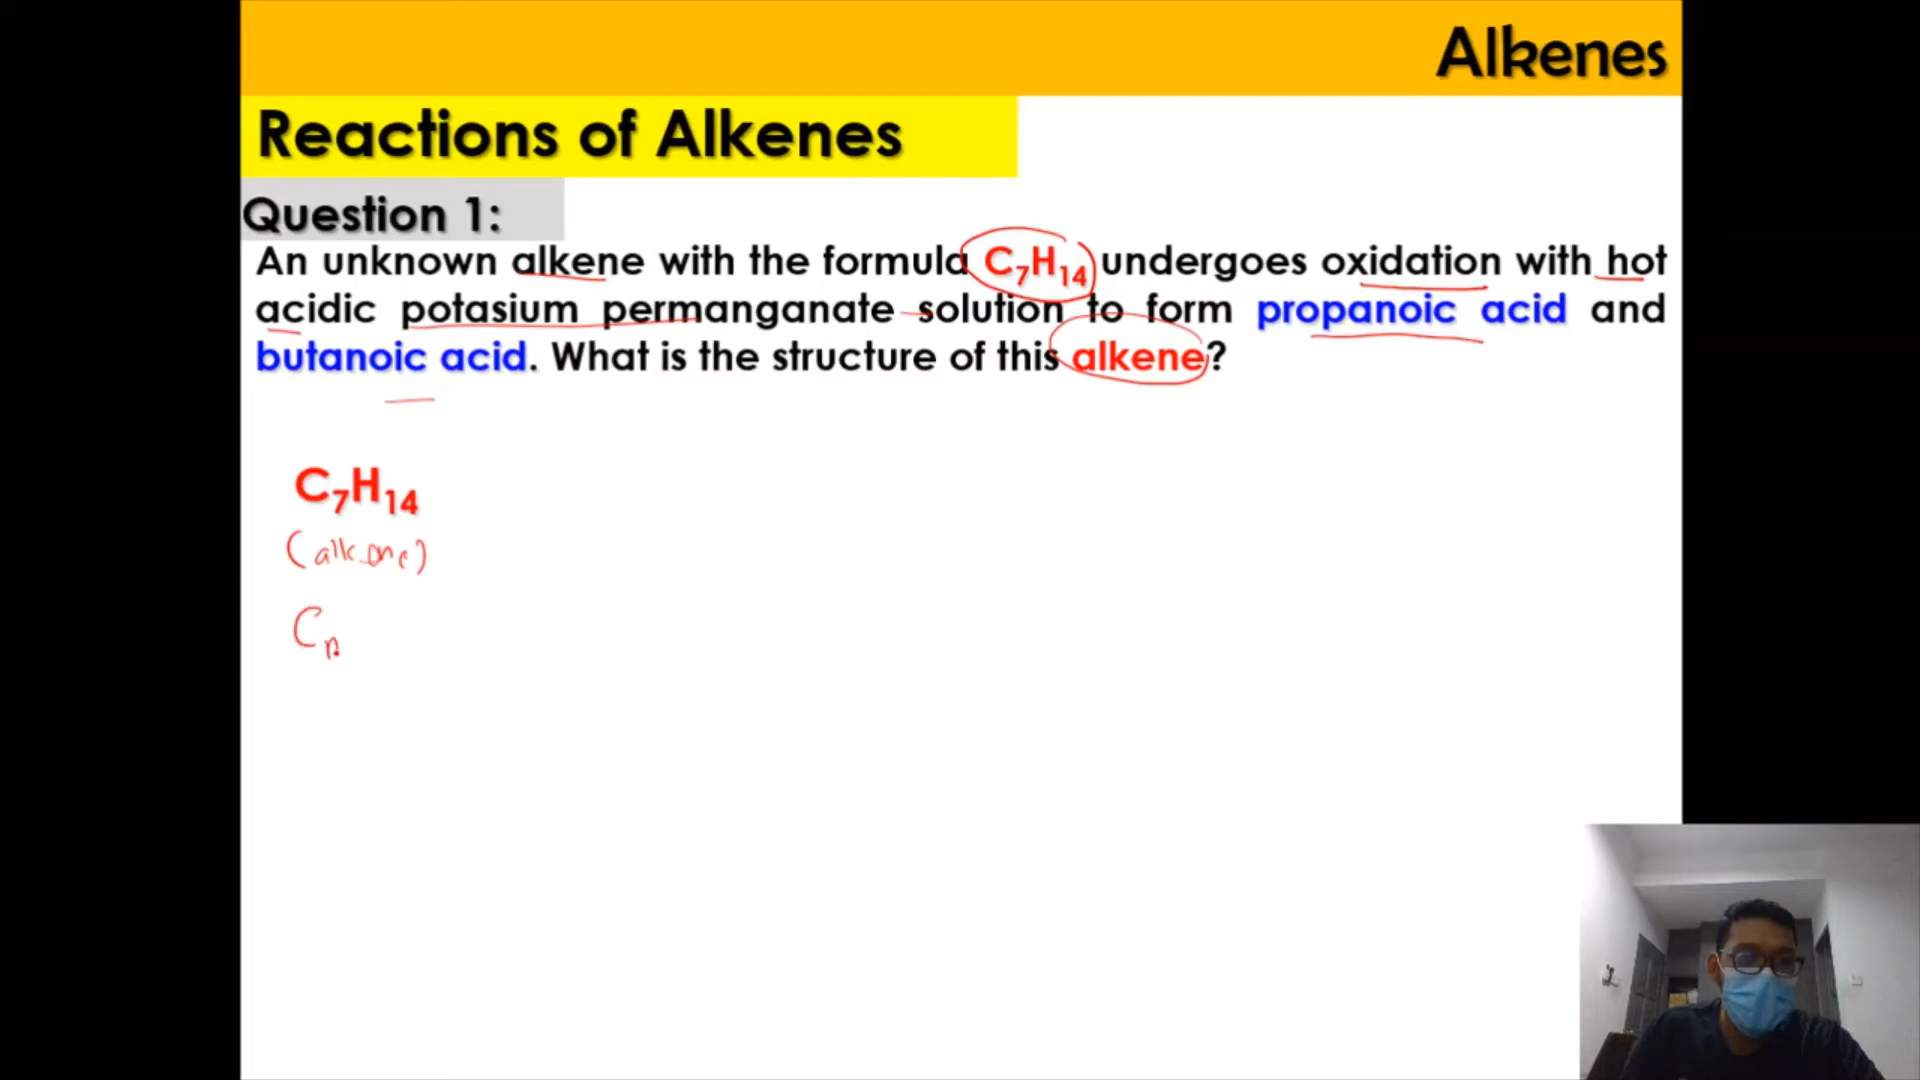 Alkenes
Reactions of Alkenes
Question 1:
An unknown alkene with the formula C₇H₁₄ undergoes oxidation with hot
acidic potasium permanganate solution to form propanoic acid and
butanoic acid. What is the structure of this alkene?
C₇H₁₄
(alkene)
Cₙ